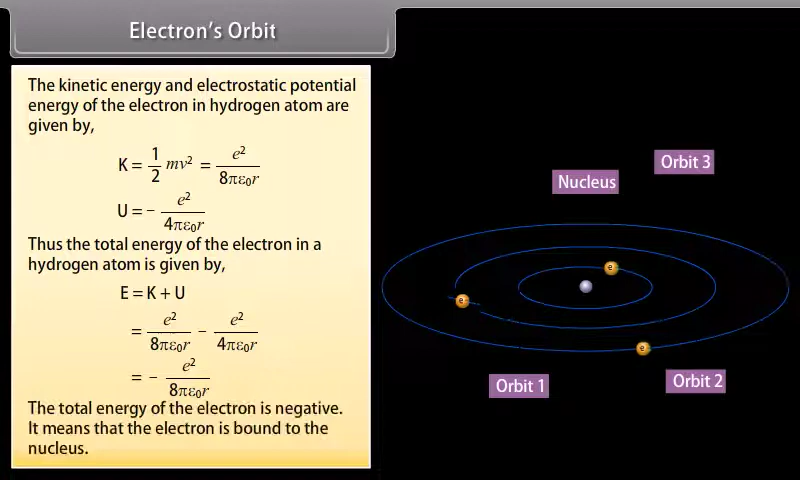 Electron's Orbit
The kinetic energy and electrostatic potential
energy of the electron in hydrogen atom are
given by,
K = 1/2 mv² = e²/8πε₀r
U = – e²/4πε₀r
Thus the total energy of the electron in a
hydrogen atom is given by,
E = K + U
= e²/8πε₀r – e²/4πε₀r
= – e²/8πε₀r
The total energy of the electron is negative.
It means that the electron is bound to the
nucleus.
Orbit 3
Nucleus
e⁻
e⁻
e⁻
Orbit 1
Orbit 2